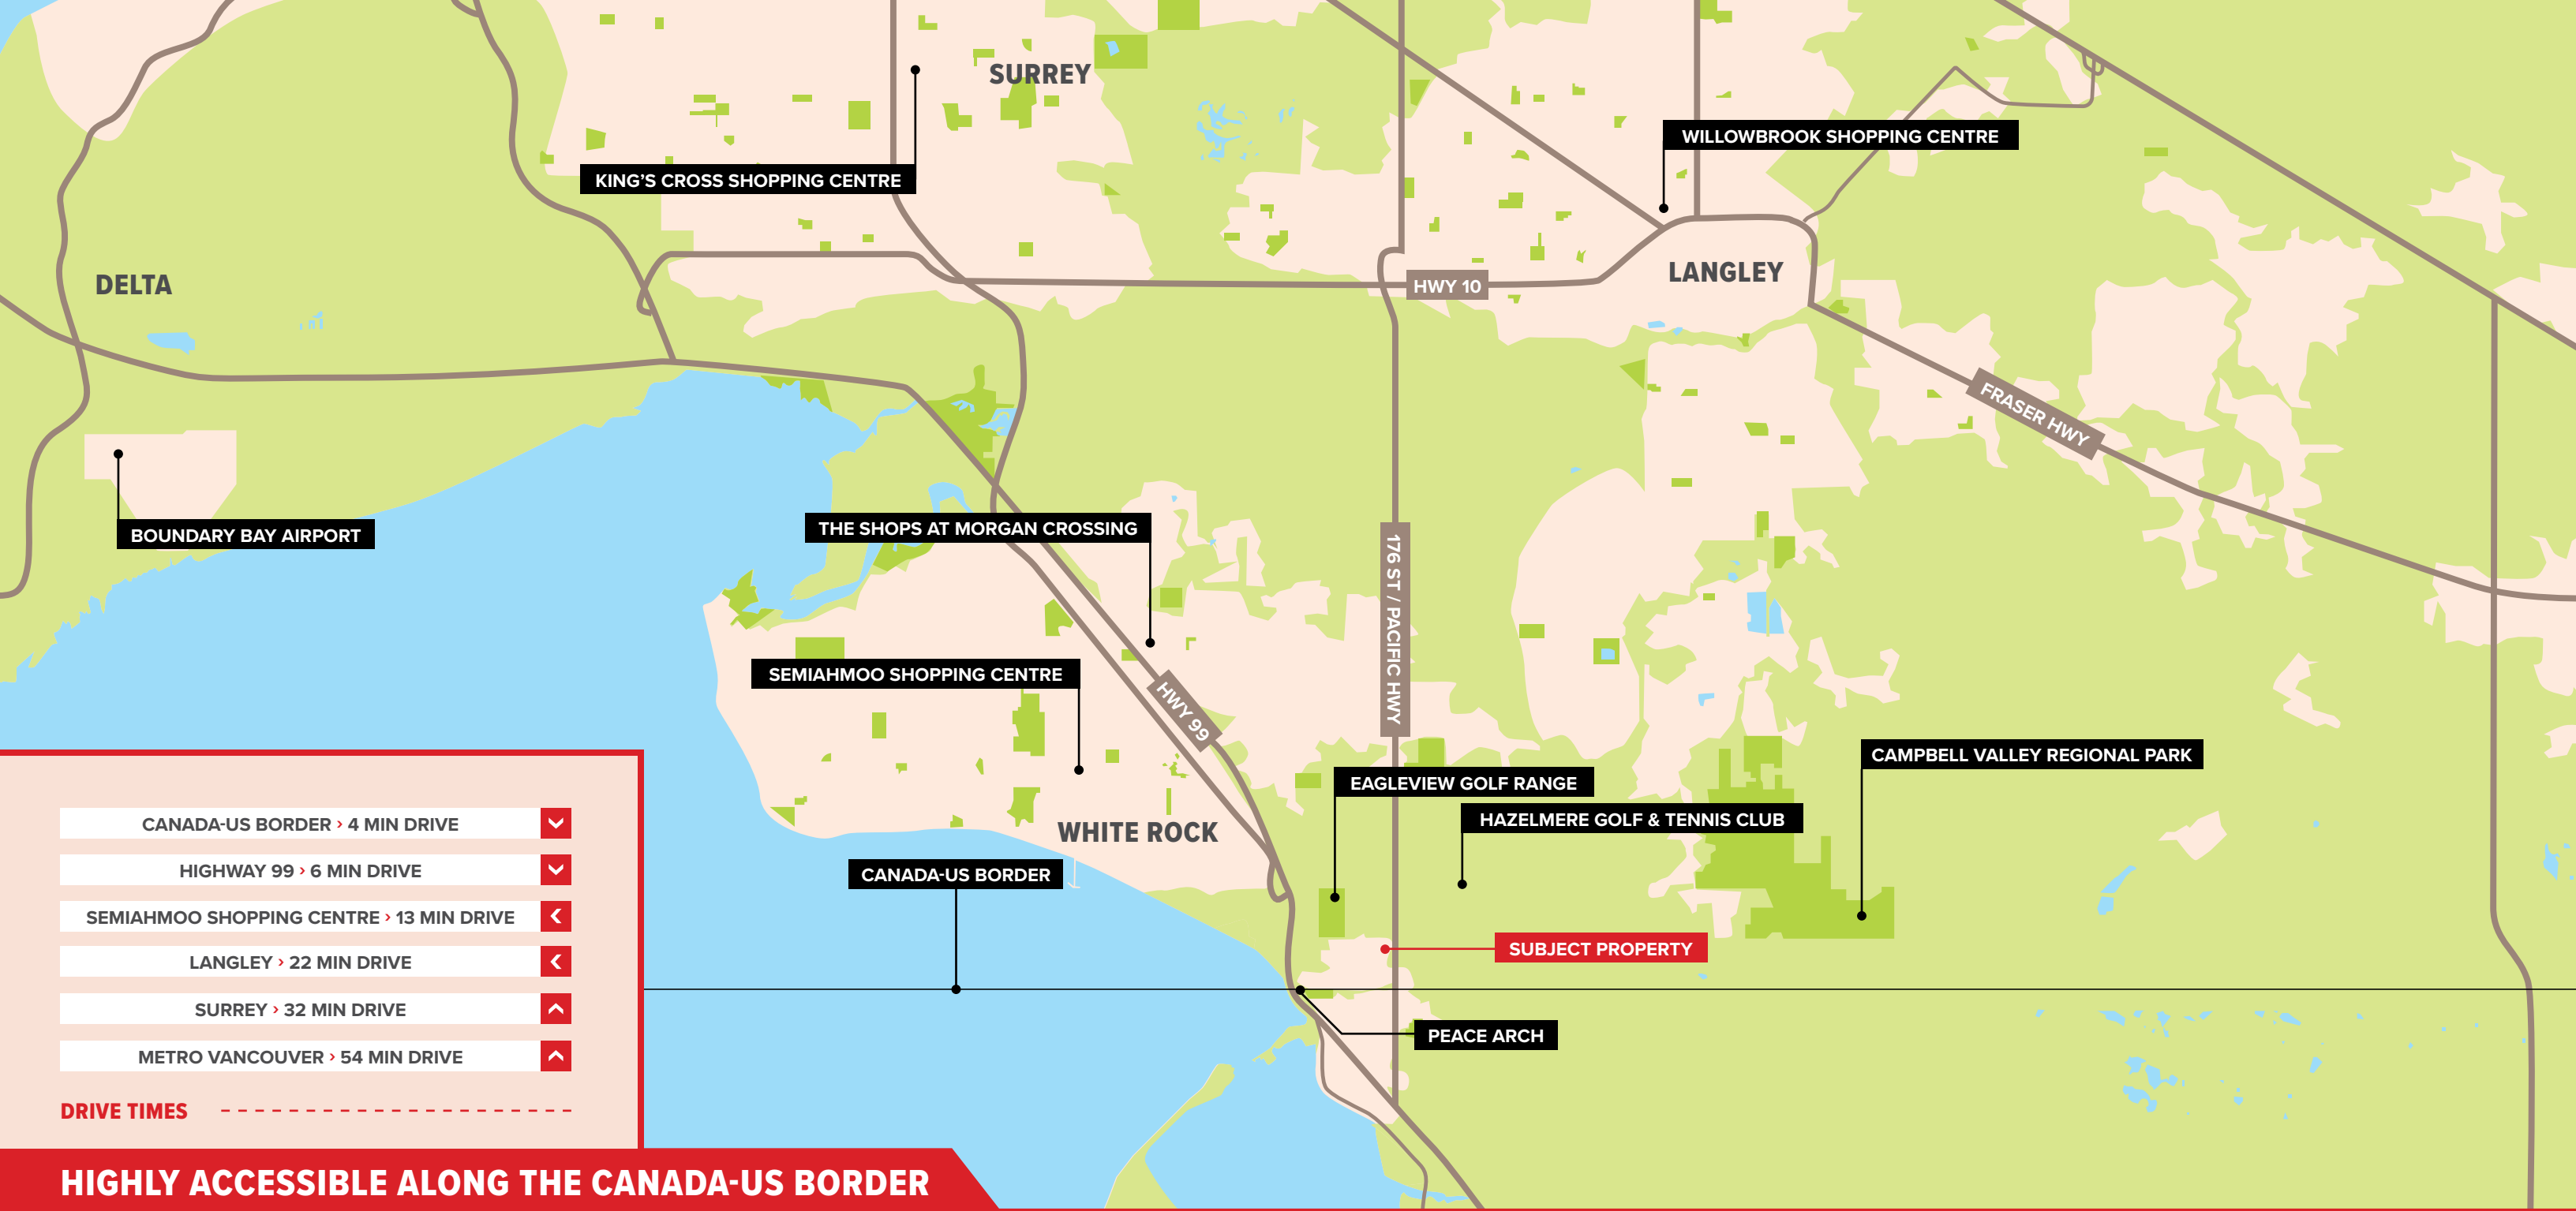 SURREY
WILLOWBROOK SHOPPING CENTRE
KING'S CROSS SHOPPING CENTRE
DELTA
LANGLEY
HWY 10
FRASER HWY
BOUNDARY BAY AIRPORT
THE SHOPS AT MORGAN CROSSING
176 ST / PACIFIC HWY
SEMIAHMOO SHOPPING CENTRE
HWY 99
CAMPBELL VALLEY REGIONAL PARK
EAGLEVIEW GOLF RANGE
HAZELMERE GOLF & TENNIS CLUB
WHITE ROCK
CANADA-US BORDER
SUBJECT PROPERTY
PEACE ARCH
CANADA-US BORDER › 4 MIN DRIVE
HIGHWAY 99 › 6 MIN DRIVE
SEMIAHMOO SHOPPING CENTRE › 13 MIN DRIVE
LANGLEY › 22 MIN DRIVE
SURREY › 32 MIN DRIVE
METRO VANCOUVER › 54 MIN DRIVE
DRIVE TIMES
HIGHLY ACCESSIBLE ALONG THE CANADA-US BORDER